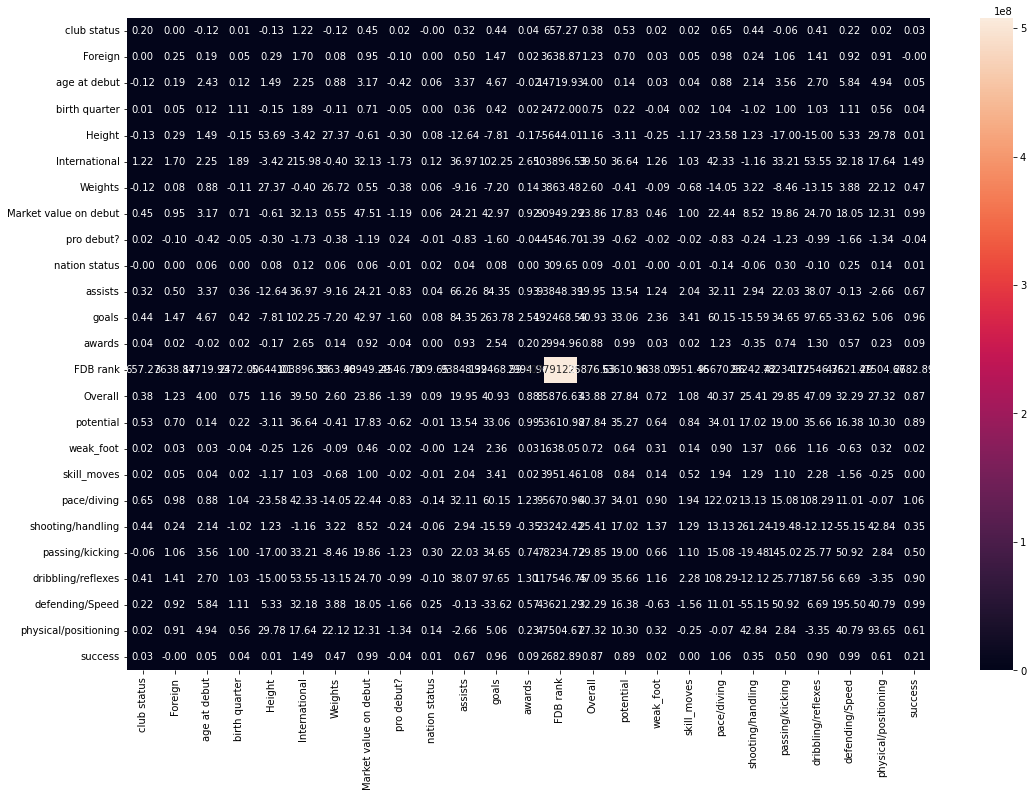 1e8
club status 0.20 0.00 -0.12 0.01 -0.13 1.22 -0.12 0.45 0.02 -0.00 0.32 0.44 0.04 657.27 0.38 0.53 0.02 0.02 0.65 0.44 -0.06 0.41 0.22 0.02 0.03
Foreign 0.00 0.25 0.19 0.05 0.29 1.70 0.08 0.95 -0.10 0.00 0.50 1.47 0.02 3638.87 1.23 0.70 0.03 0.05 0.98 0.24 1.06 1.41 0.92 0.91 -0.00
age at debut -0.12 0.19 2.43 0.12 1.49 2.25 0.88 3.17 -0.42 0.06 3.37 4.67 -0.02 14719.93 4.00 0.14 0.03 0.04 0.88 2.14 3.56 2.70 5.84 4.94 0.05
birth quarter 0.01 0.05 0.12 1.11 -0.15 1.89 -0.11 0.71 -0.05 0.00 0.36 0.42 0.02 2472.00 0.75 0.22 -0.04 0.02 1.04 -1.02 1.00 1.03 1.11 0.56 0.04
Height -0.13 0.29 1.49 -0.15 53.69 -3.42 27.37 -0.61 -0.30 0.08 -12.64 -7.81 -0.17 -5644.01 1.16 -3.11 -0.25 -1.17 -23.58 1.23 -17.00 -15.00 5.33 29.78 0.01
International 1.22 1.70 2.25 1.89 -3.42 215.98 -0.40 32.13 -1.73 0.12 36.97 102.25 2.65 103896.53 39.50 36.64 1.26 1.03 42.33 -1.16 33.21 53.55 32.18 17.64 1.49
Weights -0.12 0.08 0.88 -0.11 27.37 -0.40 26.72 0.55 -0.38 0.06 -9.16 -7.20 0.14 3863.48 2.60 -0.41 -0.09 -0.68 -14.05 3.22 -8.46 -13.15 3.88 22.12 0.47
Market value on debut 0.45 0.95 3.17 0.71 -0.61 32.13 0.55 47.51 -1.19 0.06 24.21 42.97 0.92 90949.29 23.86 17.83 0.46 1.00 22.44 8.52 19.86 24.70 18.05 12.31 0.99
pro debut? 0.02 -0.10 -0.42 -0.05 -0.30 -1.73 -0.38 -1.19 0.24 -0.01 -0.83 -1.60 -0.04 -4546.70 -1.39 -0.62 -0.02 -0.02 -0.83 -0.24 -1.23 -0.99 -1.66 -1.34 -0.04
nation status -0.00 0.00 0.06 0.00 0.08 0.12 0.06 0.06 -0.01 0.02 0.04 0.08 0.00 309.65 0.09 -0.01 -0.00 -0.01 -0.14 -0.06 0.30 -0.10 0.25 0.14 0.01
assists 0.32 0.50 3.37 0.36 -12.64 36.97 -9.16 24.21 -0.83 0.04 66.26 84.35 0.93 93848.39 19.95 13.54 1.24 2.04 32.11 2.94 22.03 38.07 -0.13 -2.66 0.67
goals 0.44 1.47 4.67 0.42 -7.81 102.25 -7.20 42.97 -1.60 0.08 84.35 263.78 2.54 192468.59 40.93 33.06 2.36 3.41 60.15 -15.59 34.65 97.65 -33.62 5.06 0.96
awards 0.04 0.02 -0.02 0.02 -0.17 2.65 0.14 0.92 -0.04 0.00 0.93 2.54 0.20 2994.96 0.88 0.99 0.03 0.02 1.23 -0.35 0.74 1.30 0.57 0.23 0.09
FDB rank
Overall 0.38 1.23 4.00 0.75 1.16 39.50 2.60 23.86 -1.39 0.09 19.95 40.93 0.88 85876.63 43.88 27.84 0.72 1.08 40.37 25.41 29.85 47.09 32.29 27.32 0.87
potential 0.53 0.70 0.14 0.22 -3.11 36.64 -0.41 17.83 -0.62 -0.01 13.54 33.06 0.99 53610.98 27.84 35.27 0.64 0.84 34.01 17.02 19.00 35.66 16.38 10.30 0.89
weak_foot 0.02 0.03 0.03 -0.04 -0.25 1.26 -0.09 0.46 -0.02 -0.00 1.24 2.36 0.03 1638.05 0.72 0.64 0.31 0.14 0.90 1.37 0.66 1.16 -0.63 0.32 0.02
skill_moves 0.02 0.05 0.04 0.02 -1.17 1.03 -0.68 1.00 -0.02 -0.01 2.04 3.41 0.02 3951.46 1.08 0.84 0.14 0.52 1.94 1.29 1.10 2.28 -1.56 -0.25 0.00
pace/diving 0.65 0.98 0.88 1.04 -23.58 42.33 -14.05 22.44 -0.83 -0.14 32.11 60.15 1.23 95670.96 40.37 34.01 0.90 1.94 122.02 13.13 15.08 108.29 11.01 -0.07 1.06
shooting/handling 0.44 0.24 2.14 -1.02 1.23 -1.16 3.22 8.52 -0.24 -0.06 2.94 -15.59 -0.35 23242.42 25.41 17.02 1.37 1.29 13.13 261.24 -19.48 -12.12 -55.15 42.84 0.35
passing/kicking -0.06 1.06 3.56 1.00 -17.00 33.21 -8.46 19.86 -1.23 0.30 22.03 34.65 0.74 78234.72 29.85 19.00 0.66 1.10 15.08 -19.48 145.02 25.77 50.92 2.84 0.50
dribbling/reflexes 0.41 1.41 2.70 1.03 -15.00 53.55 -13.15 24.70 -0.99 -0.10 38.07 97.65 1.30 117546.75 47.09 35.66 1.16 2.28 108.29 -12.12 25.77 187.56 6.69 -3.35 0.90
defending/Speed 0.22 0.92 5.84 1.11 5.33 32.18 3.88 18.05 -1.66 0.25 -0.13 -33.62 0.57 43621.29 32.29 16.38 -0.63 -1.56 11.01 -55.15 50.92 6.69 195.50 40.79 0.99
physical/positioning 0.02 0.91 4.94 0.56 29.78 17.64 22.12 12.31 -1.34 0.14 -2.66 5.06 0.23 47504.67 27.32 10.30 0.32 -0.25 -0.07 42.84 2.84 -3.35 40.79 93.65 0.61
success 0.03 -0.00 0.05 0.04 0.01 1.49 0.47 0.99 -0.04 0.01 0.67 0.96 0.09 2682.89 0.87 0.89 0.02 0.00 1.06 0.35 0.50 0.90 0.99 0.61 0.21
club status
Foreign
age at debut
birth quarter
Height
International
Weights
Market value on debut
pro debut?
nation status
assists
goals
awards
FDB rank
Overall
potential
weak_foot
skill_moves
pace/diving
shooting/handling
passing/kicking
dribbling/reflexes
defending/Speed
physical/positioning
success
5
4
3
2
1
0